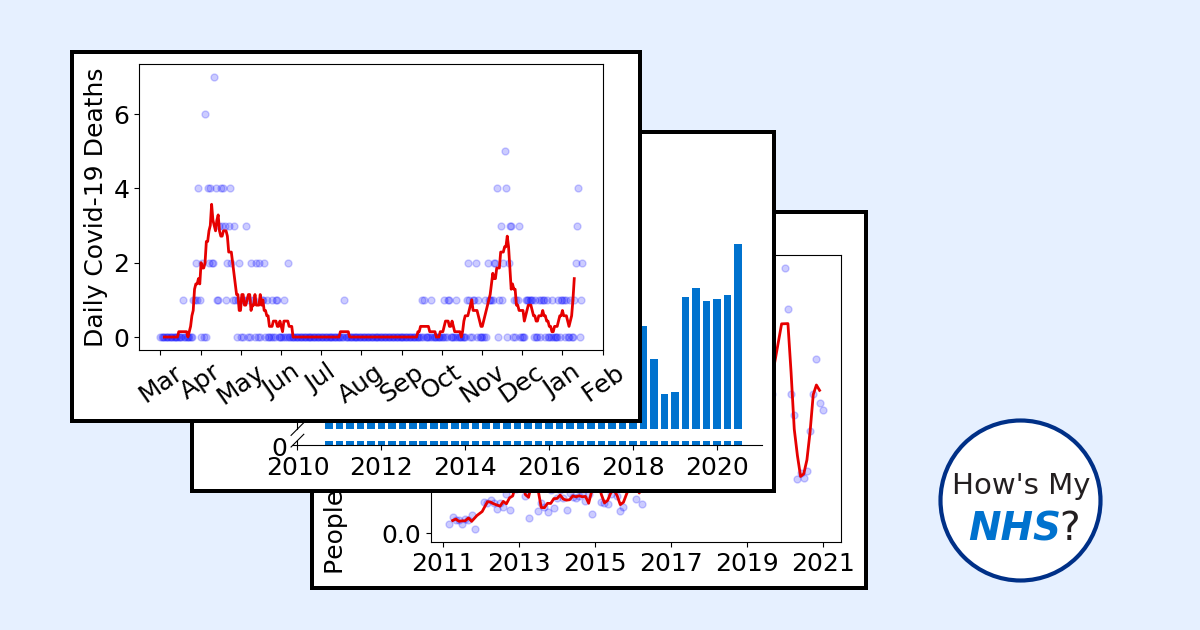 Daily Covid-19 Deaths
6
4
2
0
Mar Apr May Jun Jul Aug Sep Oct Nov Dec Jan Feb
0
2010 2012 2014 2016 2018 2020
People
0.0
2011 2013 2015 2017 2019 2021
How's My
NHS?